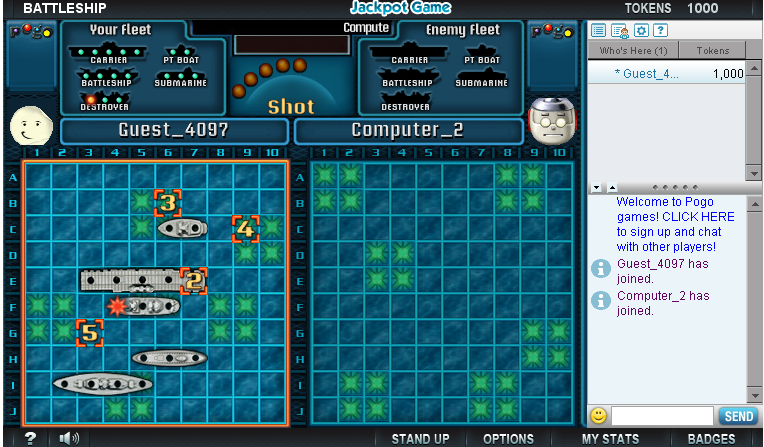 BATTLESHIP
Jackpot Game
TOKENS 1000
pogo
Your Fleet
CARRIER
PT BOAT
BATTLESHIP
SUBMARINE
DESTROYER
Compute
Shot
Enemy Fleet
CARRIER
PT BOAT
BATTLESHIP
SUBMARINE
DESTROYER
pogo
Guest_4097
Computer_2
1 2 3 4 5 6 7 8 9 10
1 2 3 4 5 6 7 8 9 10
A
B
C
D
E
F
G
H
I
J
3
4
2
5
A
B
C
D
E
F
G
H
I
J
?
Who's Here (1) Tokens
* Guest_4... 1,000
Welcome to Pogo
games! CLICK HERE
to sign up and chat
with other players!
Guest_4097 has
joined.
Computer_2 has
joined.
SEND
?
STAND UP
OPTIONS
MY STATS
BADGES